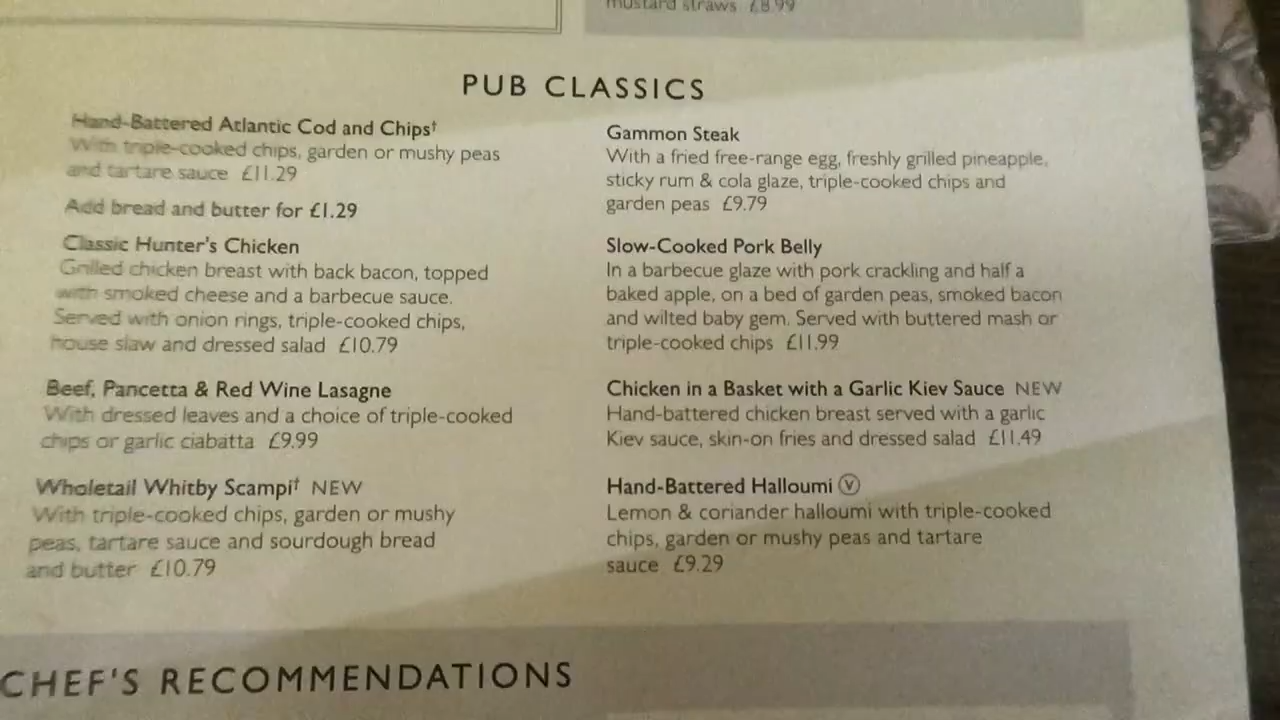 mustard straws £8.99
PUB CLASSICS
Hand-Battered Atlantic Cod and Chips†
With triple-cooked chips, garden or mushy peas
and tartare sauce £11.29
Add bread and butter for £1.29
Classic Hunter's Chicken
Grilled chicken breast with back bacon, topped
with smoked cheese and a barbecue sauce.
Served with onion rings, triple-cooked chips,
house slaw and dressed salad £10.79
Beef, Pancetta & Red Wine Lasagne
With dressed leaves and a choice of triple-cooked
chips or garlic ciabatta £9.99
Wholetail Whitby Scampi† NEW
With triple-cooked chips, garden or mushy
peas, tartare sauce and sourdough bread
and butter £10.79
Gammon Steak
With a fried free-range egg, freshly grilled pineapple,
sticky rum & cola glaze, triple-cooked chips and
garden peas £9.79
Slow-Cooked Pork Belly
In a barbecue glaze with pork crackling and half a
baked apple, on a bed of garden peas, smoked bacon
and wilted baby gem. Served with buttered mash or
triple-cooked chips £11.99
Chicken in a Basket with a Garlic Kiev Sauce NEW
Hand-battered chicken breast served with a garlic
Kiev sauce, skin-on fries and dressed salad £11.49
Hand-Battered Halloumi Ⓥ
Lemon & coriander halloumi with triple-cooked
chips, garden or mushy peas and tartare
sauce £9.29
CHEF'S RECOMMENDATIONS